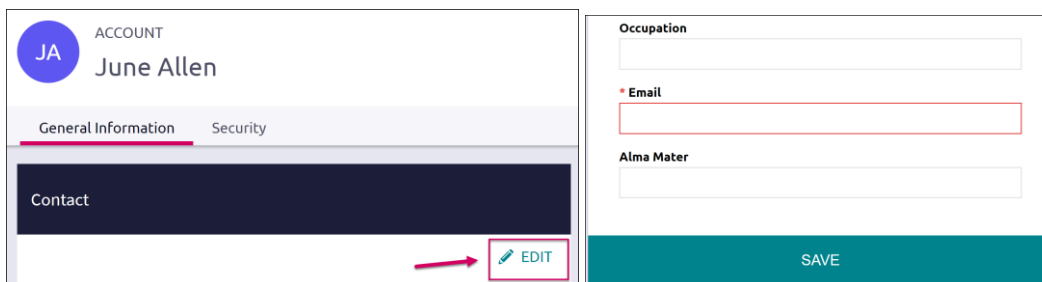 JA
ACCOUNT
June Allen
General Information Security
Contact
EDIT
Occupation
* Email
Alma Mater
SAVE